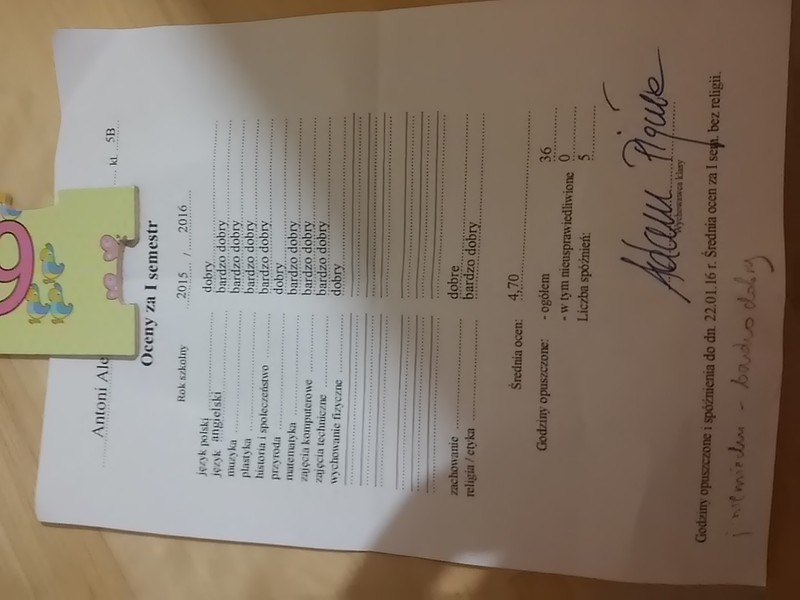 9
Antoni Ale
kl. 5B
Oceny za I semestr
Rok szkolny 2015 / 2016
język polski dobry
język angielski bardzo dobry
muzyka bardzo dobry
plastyka bardzo dobry
historia i społeczeństwo bardzo dobry
przyroda dobry
matematyka bardzo dobry
zajęcia komputerowe bardzo dobry
zajęcia techniczne bardzo dobry
wychowanie fizyczne dobry
zachowanie dobre
religia / etyka bardzo dobry
Średnia ocen: 4,70
Godziny opuszczone: - ogółem 36
- w tym nieusprawiedliwione 0
Liczba spóźnień: 5
Adam
Wychowawca klasy
Godziny opuszczone i spóźnienia do dn. 22.01.16 r. Średnia ocen za I sem. bez religii.
j niemiecki - bardzo dobry